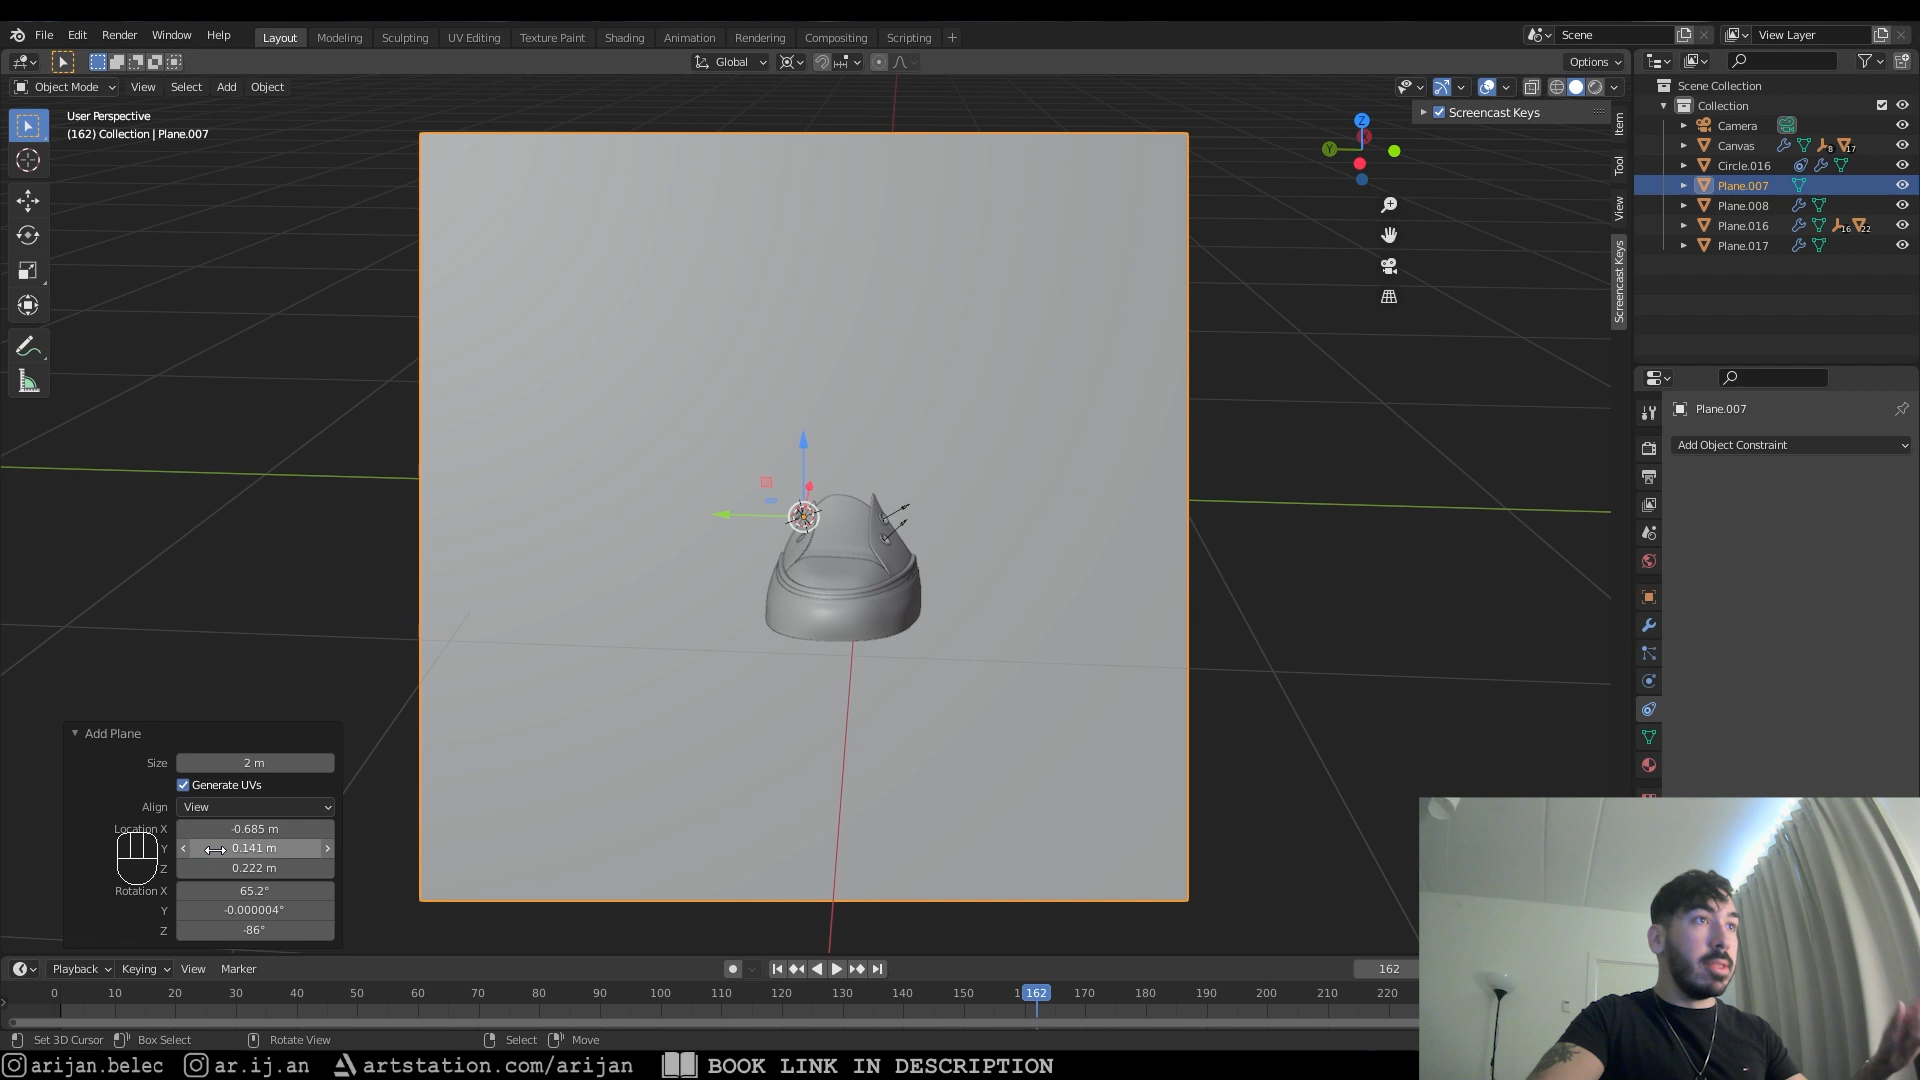 File Edit Render Window Help Layout Modeling Sculpting UV Editing Texture Paint Shading Animation Rendering Compositing Scripting + Scene View Layer
Global Options
Object Mode View Select Add Object
User Perspective
(162) Collection | Plane.007
Screencast Keys
Z
Y
Item
Tool
View
Screencast Keys
Scene Collection
Collection
Camera
Canvas 8 17
Circle.016
Plane.007
Plane.008
Plane.016 16 22
Plane.017
Plane.007
Add Object Constraint
Add Plane
Size 2 m
Generate UVs
Align View
Location X -0.685 m
Y 0.141 m
Z 0.222 m
Rotation X 65.2°
Y -0.000004°
Z -86°
Playback Keying View Marker 162
0 10 20 30 40 50 60 70 80 90 100 110 120 130 140 150 1 162 170 180 190 200 210 220
Set 3D Cursor Box Select Rotate View Select Move
arijan.belec ar.ij.an artstation.com/arijan BOOK LINK IN DESCRIPTION